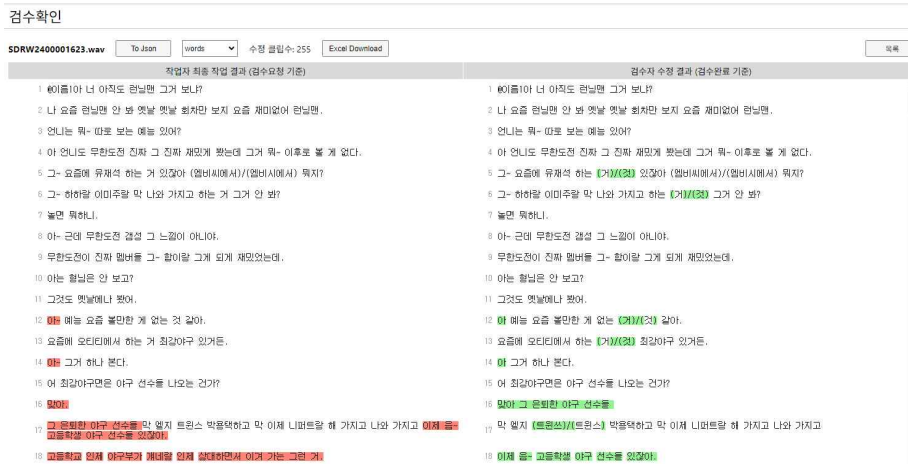 검수확인
SDRW2400001623.wav To Json words 수정 클립수: 255 Excel Download 목록
작업자 최종 작업 결과 (검수요청 기준) 검수자 수정 결과 (검수완료 기준)
1 @이름1아 너 아직도 런닝맨 그거 보냐? 1 @이름1아 너 아직도 런닝맨 그거 보냐?
2 나 요즘 런닝맨 안 봐 옛날 옛날 회차만 보지 요즘 재미없어 런닝맨. 2 나 요즘 런닝맨 안 봐 옛날 옛날 회차만 보지 요즘 재미없어 런닝맨.
3 언니는 뭐- 따로 보는 예능 있어? 3 언니는 뭐- 따로 보는 예능 있어?
4 아 언니도 무한도전 진짜 그 진짜 재밌게 봤는데 그거 뭐- 이후로 볼 게 없다. 4 아 언니도 무한도전 진짜 그 진짜 재밌게 봤는데 그거 뭐- 이후로 볼 게 없다.
5 그- 요즘에 유재석 하는 거 있잖아 (엠비씨에서)/(엠비시에서) 뭐지? 5 그- 요즘에 유재석 하는 (거)/(것) 있잖아 (엠비씨에서)/(엠비시에서) 뭐지?
6 그- 하하랑 이미주랑 막 나와 가지고 하는 거 그거 안 봐? 6 그- 하하랑 이미주랑 막 나와 가지고 하는 (거)/(것) 그거 안 봐?
7 놀면 뭐하니. 7 놀면 뭐하니.
8 아- 근데 무한도전 갬성 그 느낌이 아니야. 8 아- 근데 무한도전 갬성 그 느낌이 아니야.
9 무한도전이 진짜 멤버들 그- 합이랑 그게 되게 재밌었는데. 9 무한도전이 진짜 멤버들 그- 합이랑 그게 되게 재밌었는데.
10 아는 형님은 안 보고? 10 아는 형님은 안 보고?
11 그것도 옛날에나 봤어. 11 그것도 옛날에나 봤어.
12 아- 예능 요즘 볼만한 게 없는 것 같아. 12 아 예능 요즘 볼만한 게 없는 (거)/(것) 같아.
13 요즘에 오티티에서 하는 거 최강야구 있거든. 13 요즘에 오티티에서 하는 (거)/(것) 최강야구 있거든.
14 아- 그거 하나 본다. 14 아 그거 하나 본다.
15 어 최강야구면은 야구 선수들 나오는 건가? 15 어 최강야구면은 야구 선수들 나오는 건가?
16 맞아. 16 맞아 그 은퇴한 야구 선수들
17 그 은퇴한 야구 선수들 막 엘지 트윈스 박용택하고 막 이제 니퍼트랑 해 가지고 나와 가지고 이제 음- 17 막 엘지 (트윈쓰)/(트윈스) 박용택하고 막 이제 니퍼트랑 해 가지고 나와 가지고
고등학생 야구 선수들 있잖아.
18 고등학교 인제 야구부가 걔네랑 인제 상대하면서 이겨 가는 그런 거. 18 이제 음- 고등학생 야구 선수들 있잖아.